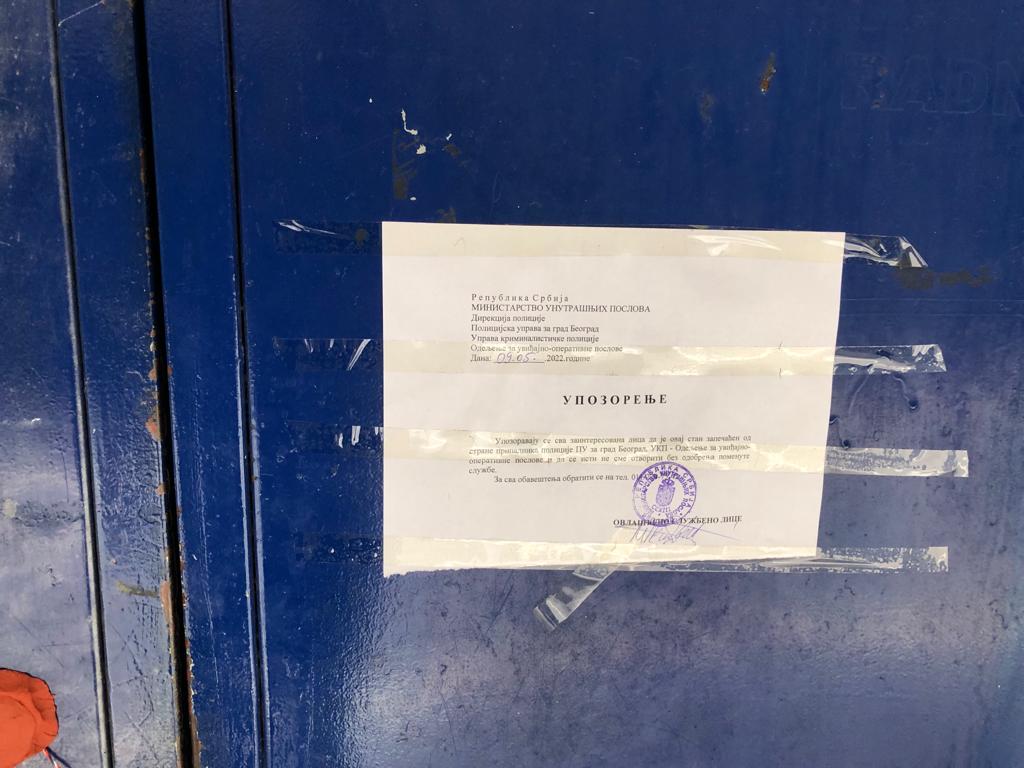 RADN
Република Србија
МИНИСТАРСТВО УНУТРАШЊИХ ПОСЛОВА
Дирекција полиције
Полицијска управа за град Београд
Управа криминалистичке полиције
Одељење за увиђајно-оперативне послове
Дана: 09.05. .2022.године
УПОЗОРЕЊЕ
Упозоравају се сва заинтересована лица да је овај стан запечаћен од
стране припадника полиције ПУ за град Београд, УКП - Одељење за увиђајно-
оперативне послове и да се исти не сме отворити без одобрења поменуте
службе.
За сва обавештења обратити се на тел.
РЕПУБЛИКА СРБИЈА
ОВЛАШЋЕНО СЛУЖБЕНО ЛИЦЕ